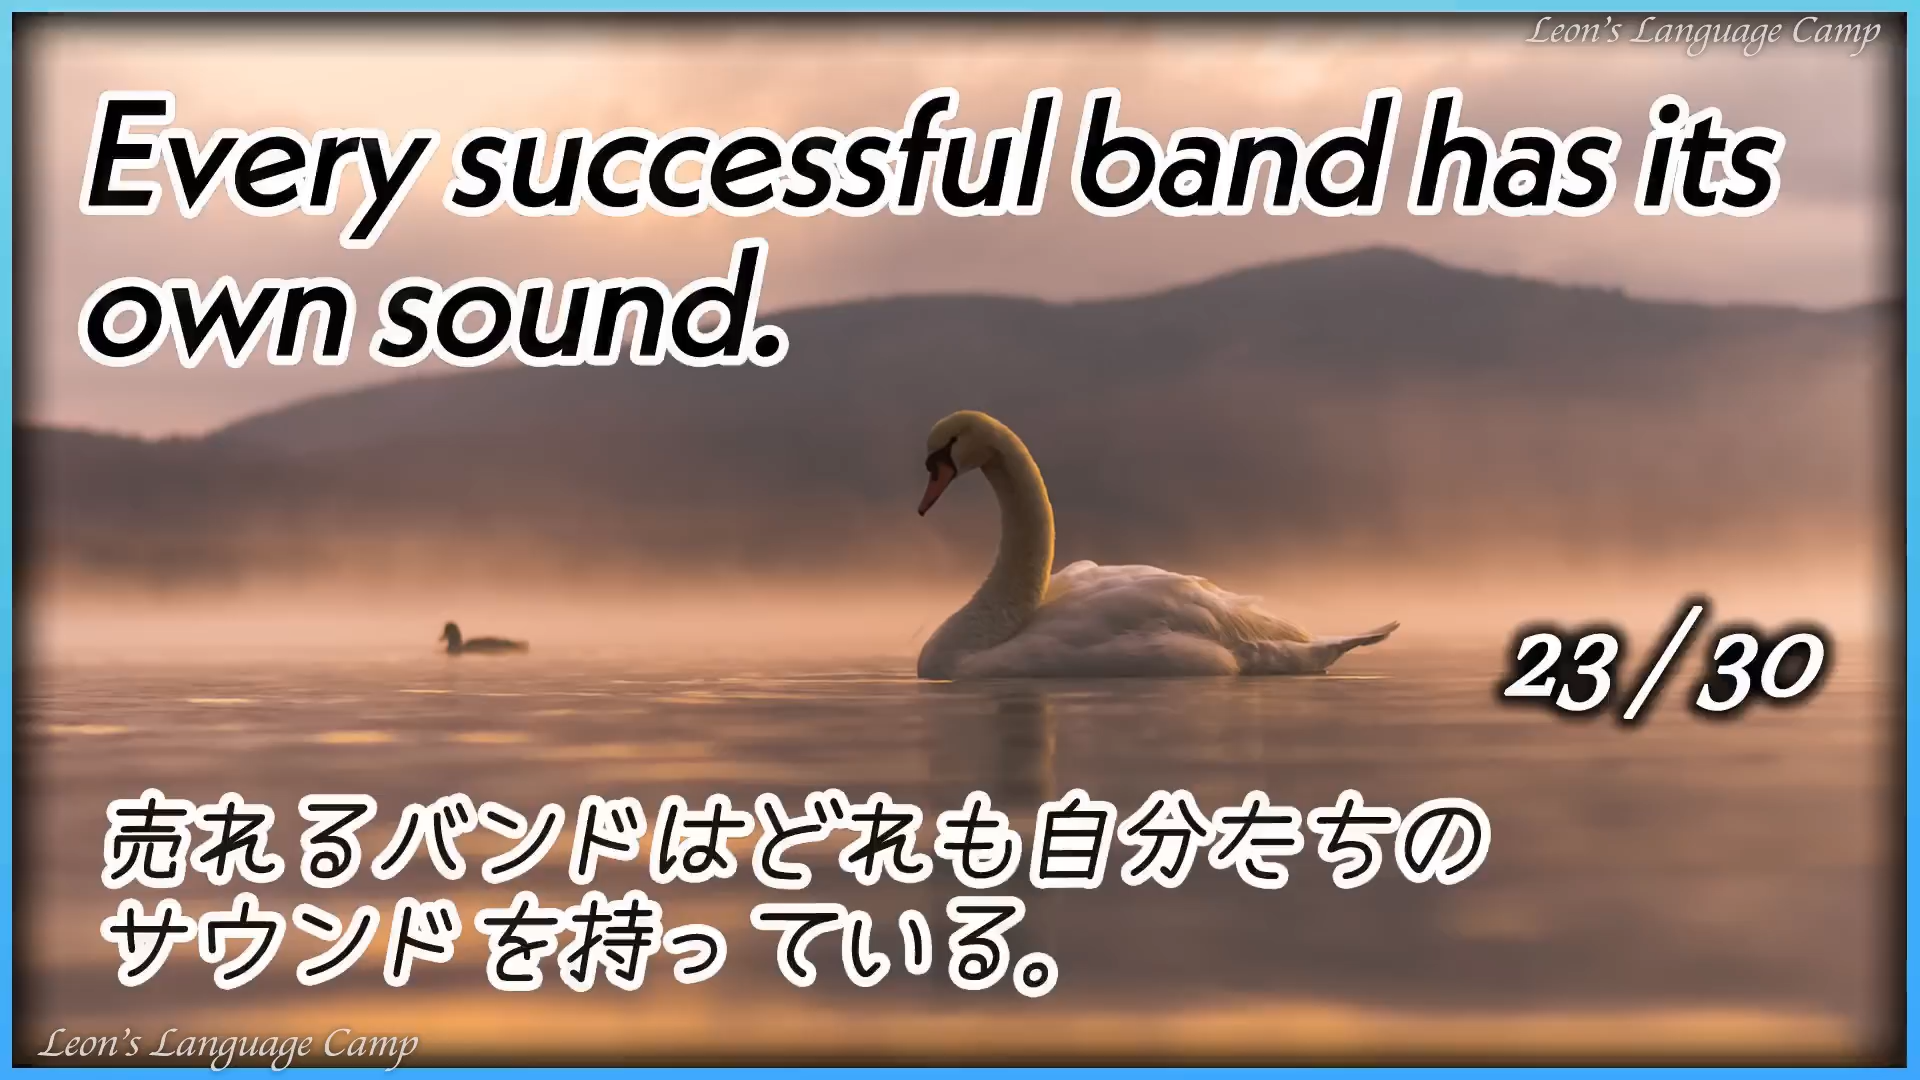 Leon's Language Camp
Every successful band has its
own sound.
23/30
売れるバンドはどれも自分たちの
サウンドを持っている。
Leon's Language Camp